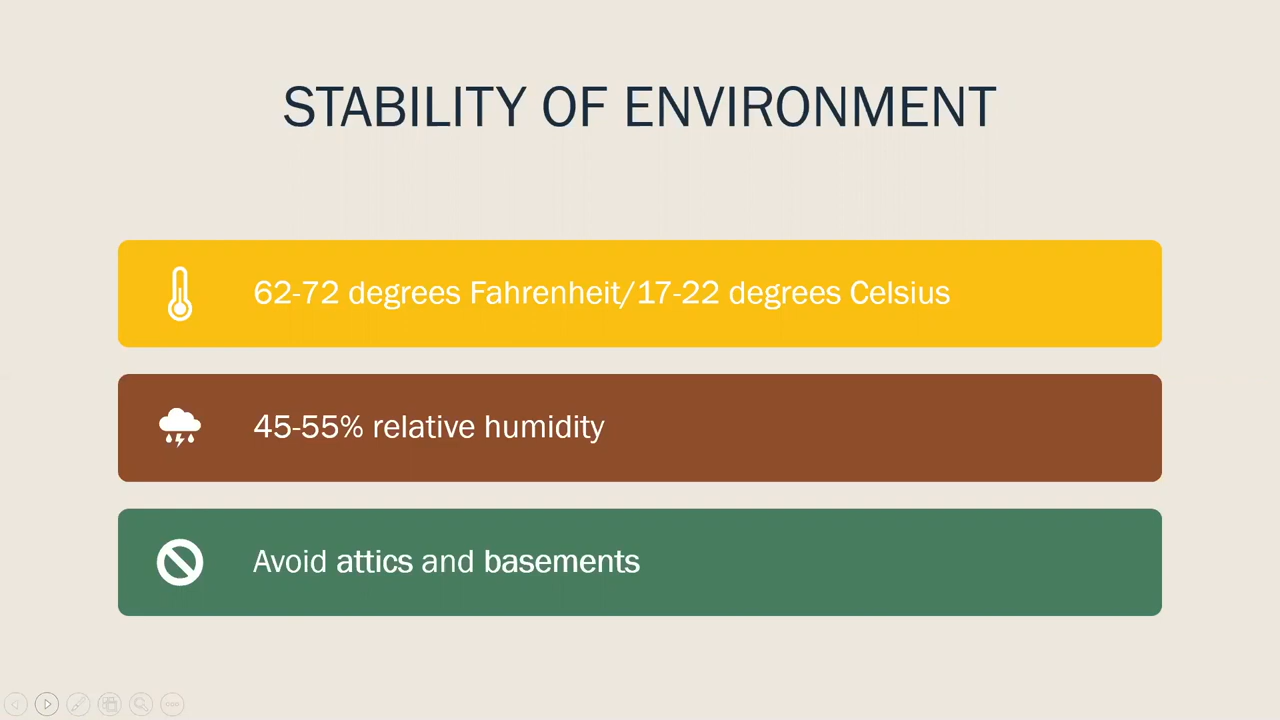 STABILITY OF ENVIRONMENT
62-72 degrees Fahrenheit/17-22 degrees Celsius
45-55% relative humidity
Avoid attics and basements